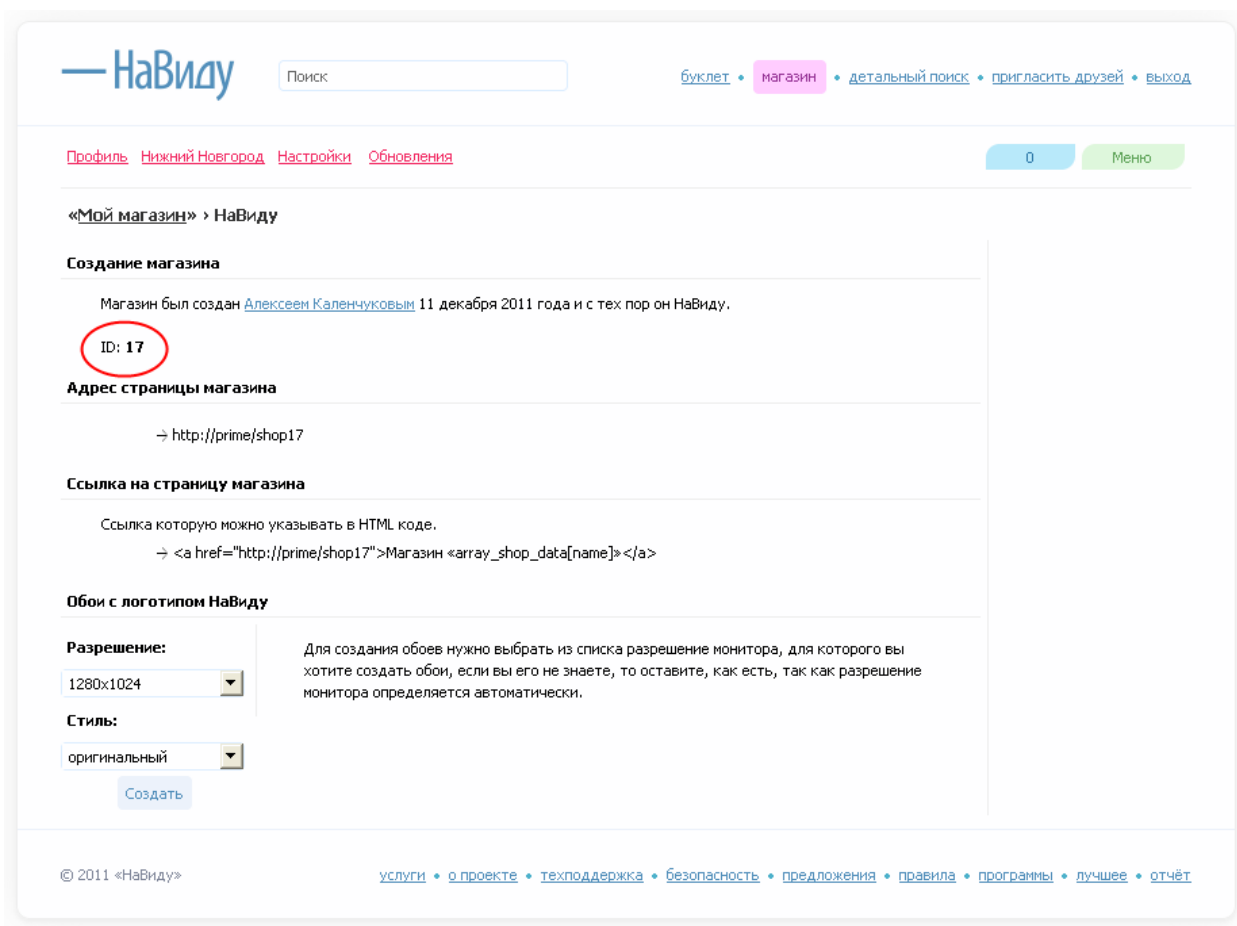 — НаВиду
Поиск
буклет • магазин • детальный поиск • пригласить друзей • выход
Профиль Нижний Новгород Настройки Обновления
0 Меню
«Мой магазин» › НаВиду
Создание магазина
Магазин был создан Алексеем Каленчуковым 11 декабря 2011 года и с тех пор он НаВиду.
ID: 17
Адрес страницы магазина
→ http://prime/shop17
Ссылка на страницу магазина
Ссылка которую можно указывать в HTML коде.
→ <a href="http://prime/shop17">Магазин «array_shop_data[name]»</a>
Обои с логотипом НаВиду
Разрешение:
1280x1024
Стиль:
оригинальный
Создать
Для создания обоев нужно выбрать из списка разрешение монитора, для которого вы
хотите создать обои, если вы его не знаете, то оставите, как есть, так как разрешение
монитора определяется автоматически.
© 2011 «НаВиду»
услуги • о проекте • техподдержка • безопасность • предложения • правила • программы • лучшее • отчёт